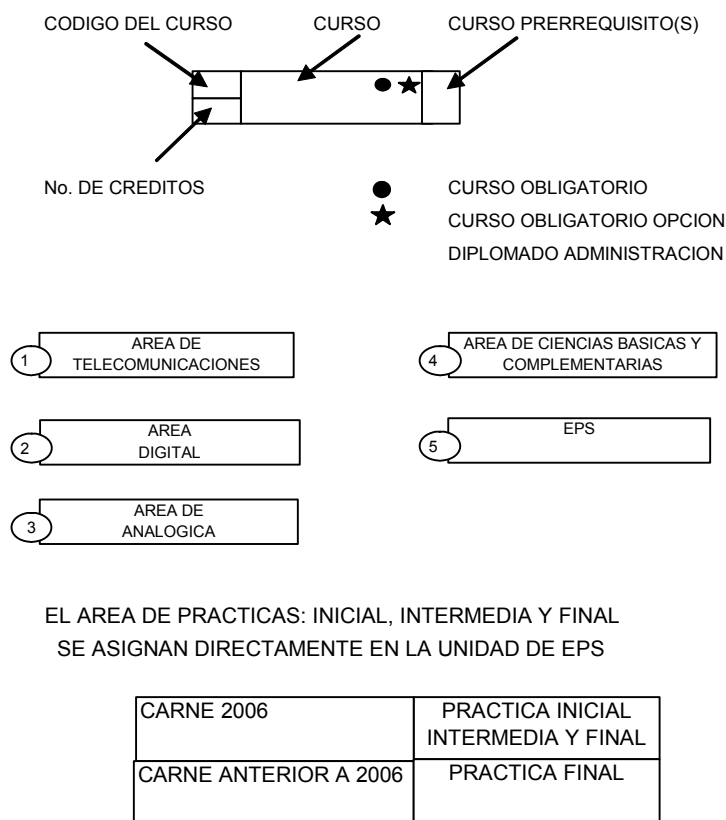 CODIGO DEL CURSO CURSO CURSO PRERREQUISITO(S)
No. DE CREDITOS
CURSO OBLIGATORIO
CURSO OBLIGATORIO OPCION
DIPLOMADO ADMINISTRACION
1
AREA DE
TELECOMUNICACIONES
4
AREA DE CIENCIAS BASICAS Y
COMPLEMENTARIAS
2
AREA
DIGITAL
5
EPS
3
AREA DE
ANALOGICA
EL AREA DE PRACTICAS: INICIAL, INTERMEDIA Y FINAL
SE ASIGNAN DIRECTAMENTE EN LA UNIDAD DE EPS
CARNE 2006
PRACTICA INICIAL
INTERMEDIA Y FINAL
CARNE ANTERIOR A 2006
PRACTICA FINAL